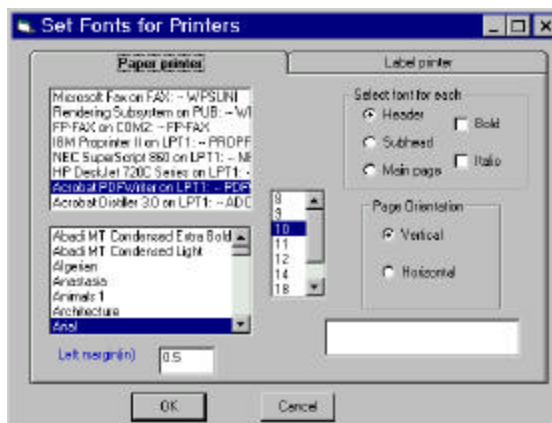 Set Fonts for Printers
Paper printer
Label printer
Microsoft Fax on FAX: -- WPSUNI
Rendering Subsystem on PUB: -- WI
FP-FAX on COM2: --FP-FAX
IBM Proprinter II on LPT1: -- PROPF
NEC SuperScript 860 on LPT1: -- NE
HP DeskJet 720C Series on LPT1: --
Acrobat PDFWriter on LPT1: -- PDF
Acrobat Distiller 3.0 on LPT1: --ADC
Abadi MT Condensed Extra Bold
Abadi MT Condensed Light
Algerian
Anastasia
Animals 1
Architecture
Arial
Left margin(in)
0.5
8
9
10
11
12
14
18
Select font for each
Header
Subhead
Main page
Bold
Italic
Page Orientation
Vertical
Horizontal
OK
Cancel